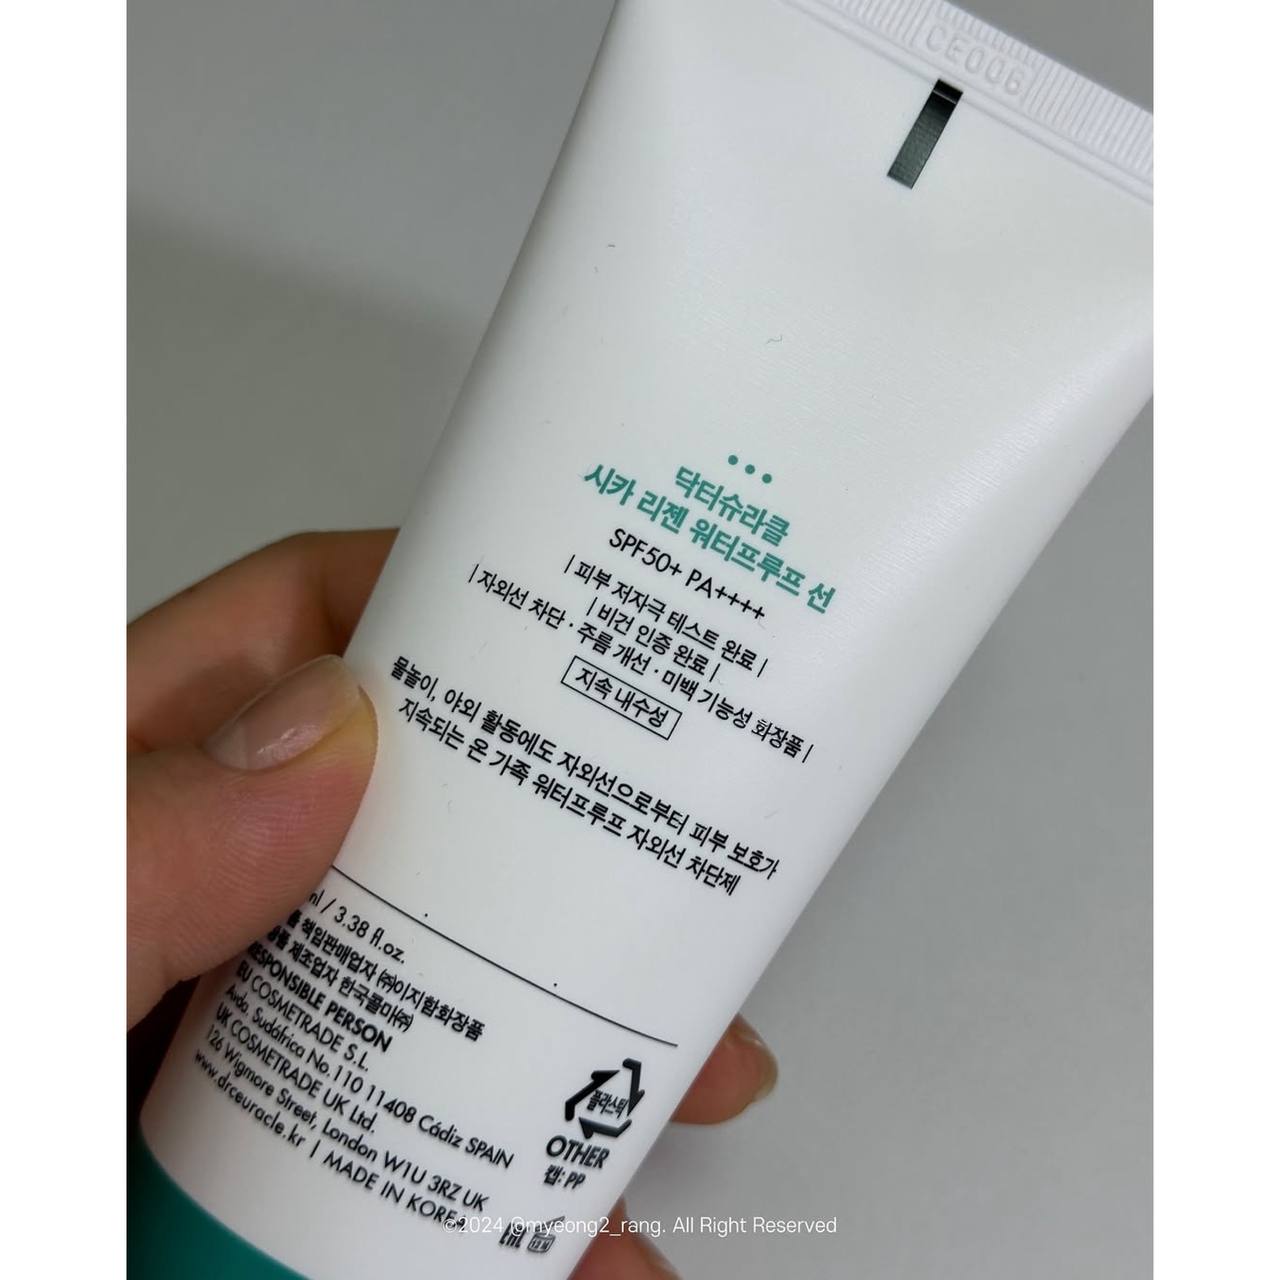 CE006
닥터슈라클
시카 리젠 워터프루프 선
SPF50+ PA++++
| 피부 저자극 테스트 완료 |
| 비건 인증 완료 |
| 자외선 차단 · 주름 개선 · 미백 기능성 화장품 |
지속 내수성
물놀이, 야외 활동에도 자외선으로부터 피부 보호가
지속되는 온 가족 워터프루프 자외선 차단제
ml / 3.38 fl.oz.
책임판매업자 ㈜이지함화장품
제조업자 한국콜마㈜
RESPONSIBLE PERSON
EU COSMETRADE S.L.
Avda. Sudáfrica No.110 11408 Cádiz SPAIN
UK COSMETRADE UK Ltd.
126 Wigmore Street, London W1U 3RZ UK
www.drceuracle.kr | MADE IN KOREA
플라스틱
OTHER
캡: PP
EAC
12 M
©2024 @myeong2_rang. All Right Reserved